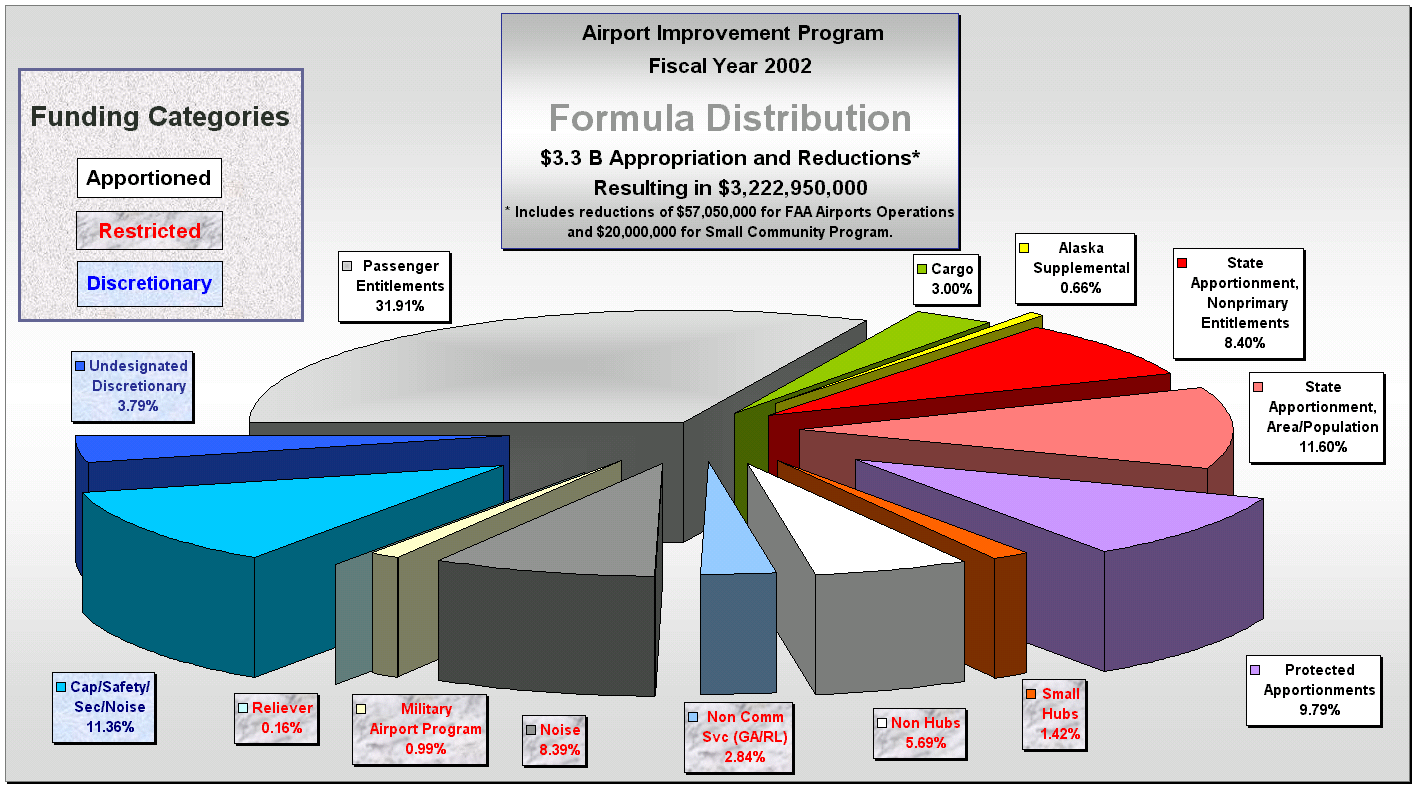 Airport Improvement Program
Fiscal Year 2002
Formula Distribution
$3.3 B Appropriation and Reductions*
Resulting in $3,222,950,000
* Includes reductions of $57,050,000 for FAA Airports Operations
and $20,000,000 for Small Community Program.
Funding Categories
Apportioned
Restricted
Discretionary
Passenger
Entitlements
31.91%
Cargo
3.00%
Alaska
Supplemental
0.66%
State
Apportionment,
Nonprimary
Entitlements
8.40%
State
Apportionment,
Area/Population
11.60%
Protected
Apportionments
9.79%
Small
Hubs
1.42%
Non Hubs
5.69%
Non Comm
Svc (GA/RL)
2.84%
Noise
8.39%
Military
Airport Program
0.99%
Reliever
0.16%
Cap/Safety/
Sec/Noise
11.36%
Undesignated
Discretionary
3.79%